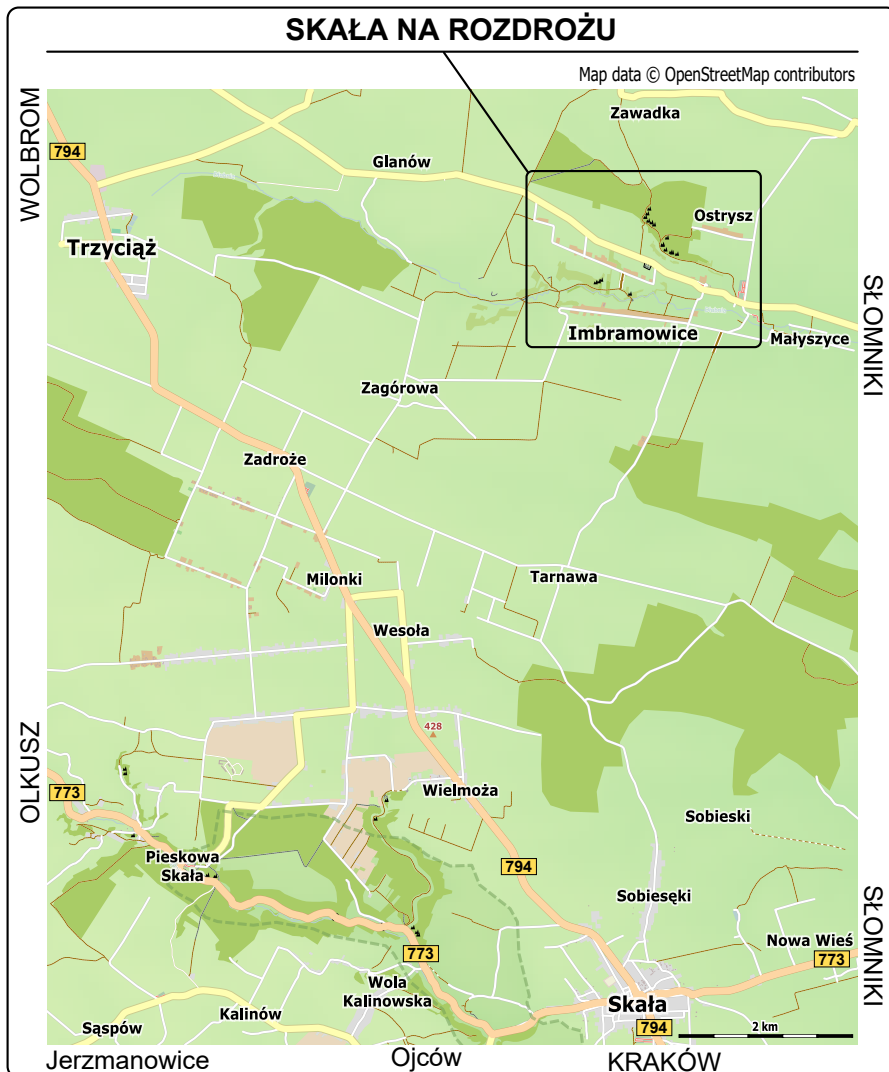 SKAŁA NA ROZDROŻU
Map data © OpenStreetMap contributors
WOLBROM
Zawadka
794
Glanów
Ostrysz
Trzyciąż
SŁOMNIKI
Imbramowice
Małyszyce
Zagórowa
Zadroże
Milonki
Tarnawa
Wesoła
OLKUSZ
428
773
Wielmoża
Sobieski
Pieskowa
Skała
794
Sobiesęki
SŁOMNIKI
Nowa Wieś
773
773
Wola
Kalinowska
Skała
Kalinów
Sąspów
794
2 km
Jerzmanowice
Ojców
KRAKÓW